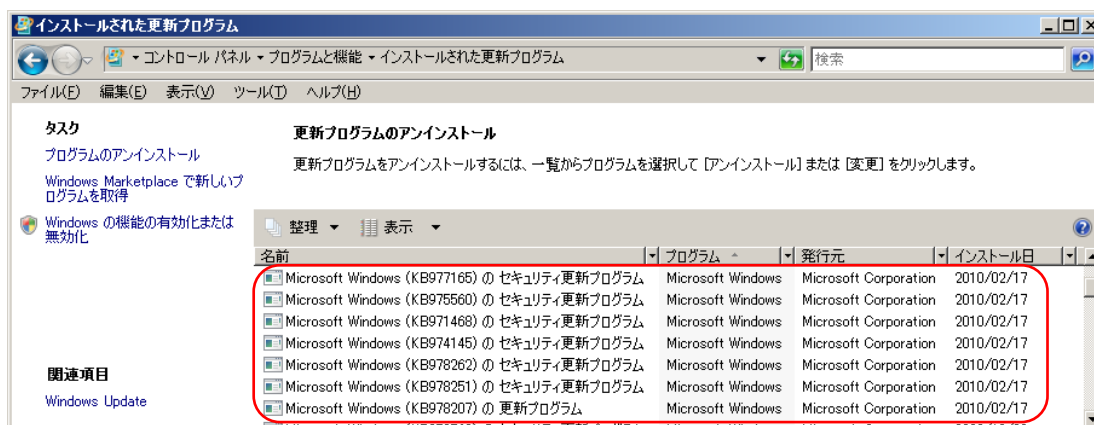 インストールされた更新プログラム
コントロール パネル ▾ プログラムと機能 ▾ インストールされた更新プログラム
検索
ファイル(F) 編集(E) 表示(V) ツール(T) ヘルプ(H)
タスク
プログラムのアンインストール
Windows Marketplace で新しいプ
ログラムを取得
Windows の機能の有効化または
無効化
関連項目
Windows Update
更新プログラムのアンインストール
更新プログラムをアンインストールするには、一覧からプログラムを選択して [アンインストール] または [変更] をクリックします。
整理 表示
名前 プログラム 発行元 インストール日
Microsoft Windows (KB977165) の セキュリティ更新プログラム Microsoft Windows Microsoft Corporation 2010/02/17
Microsoft Windows (KB975560) の セキュリティ更新プログラム Microsoft Windows Microsoft Corporation 2010/02/17
Microsoft Windows (KB971468) の セキュリティ更新プログラム Microsoft Windows Microsoft Corporation 2010/02/17
Microsoft Windows (KB974145) の セキュリティ更新プログラム Microsoft Windows Microsoft Corporation 2010/02/17
Microsoft Windows (KB978262) の セキュリティ更新プログラム Microsoft Windows Microsoft Corporation 2010/02/17
Microsoft Windows (KB978251) の セキュリティ更新プログラム Microsoft Windows Microsoft Corporation 2010/02/17
Microsoft Windows (KB978207) の 更新プログラム Microsoft Windows Microsoft Corporation 2010/02/17